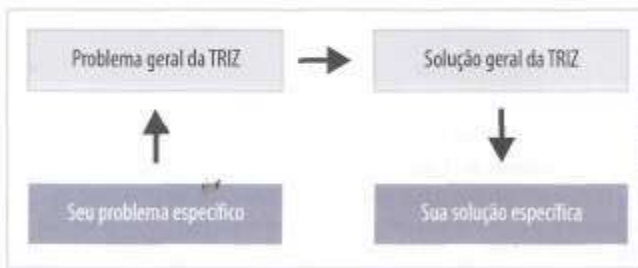 Problema geral da TRIZ
Solução geral da TRIZ
Seu problema específico
Sua solução específica